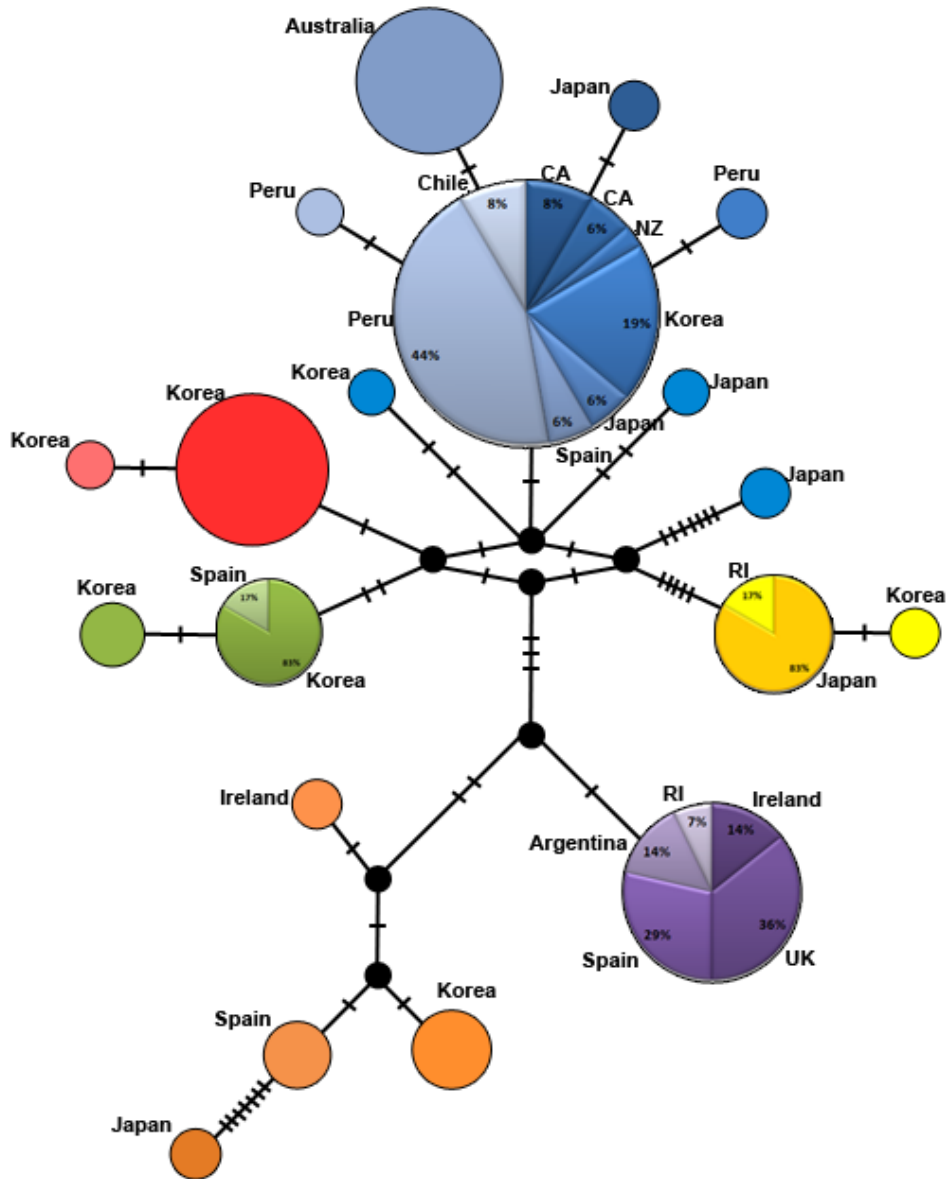 Australia
Japan
Peru
Chile
CA
8%
8%
CA
6%
NZ
Peru
Peru
44%
19%
Korea
6%
Japan
6%
Spain
Korea
Japan
Korea
Korea
Japan
Spain
17%
83%
Korea
Korea
RI
17%
83%
Japan
Korea
Ireland
RI
7%
Ireland
14%
Argentina
14%
36%
UK
29%
Spain
Spain
Korea
Japan